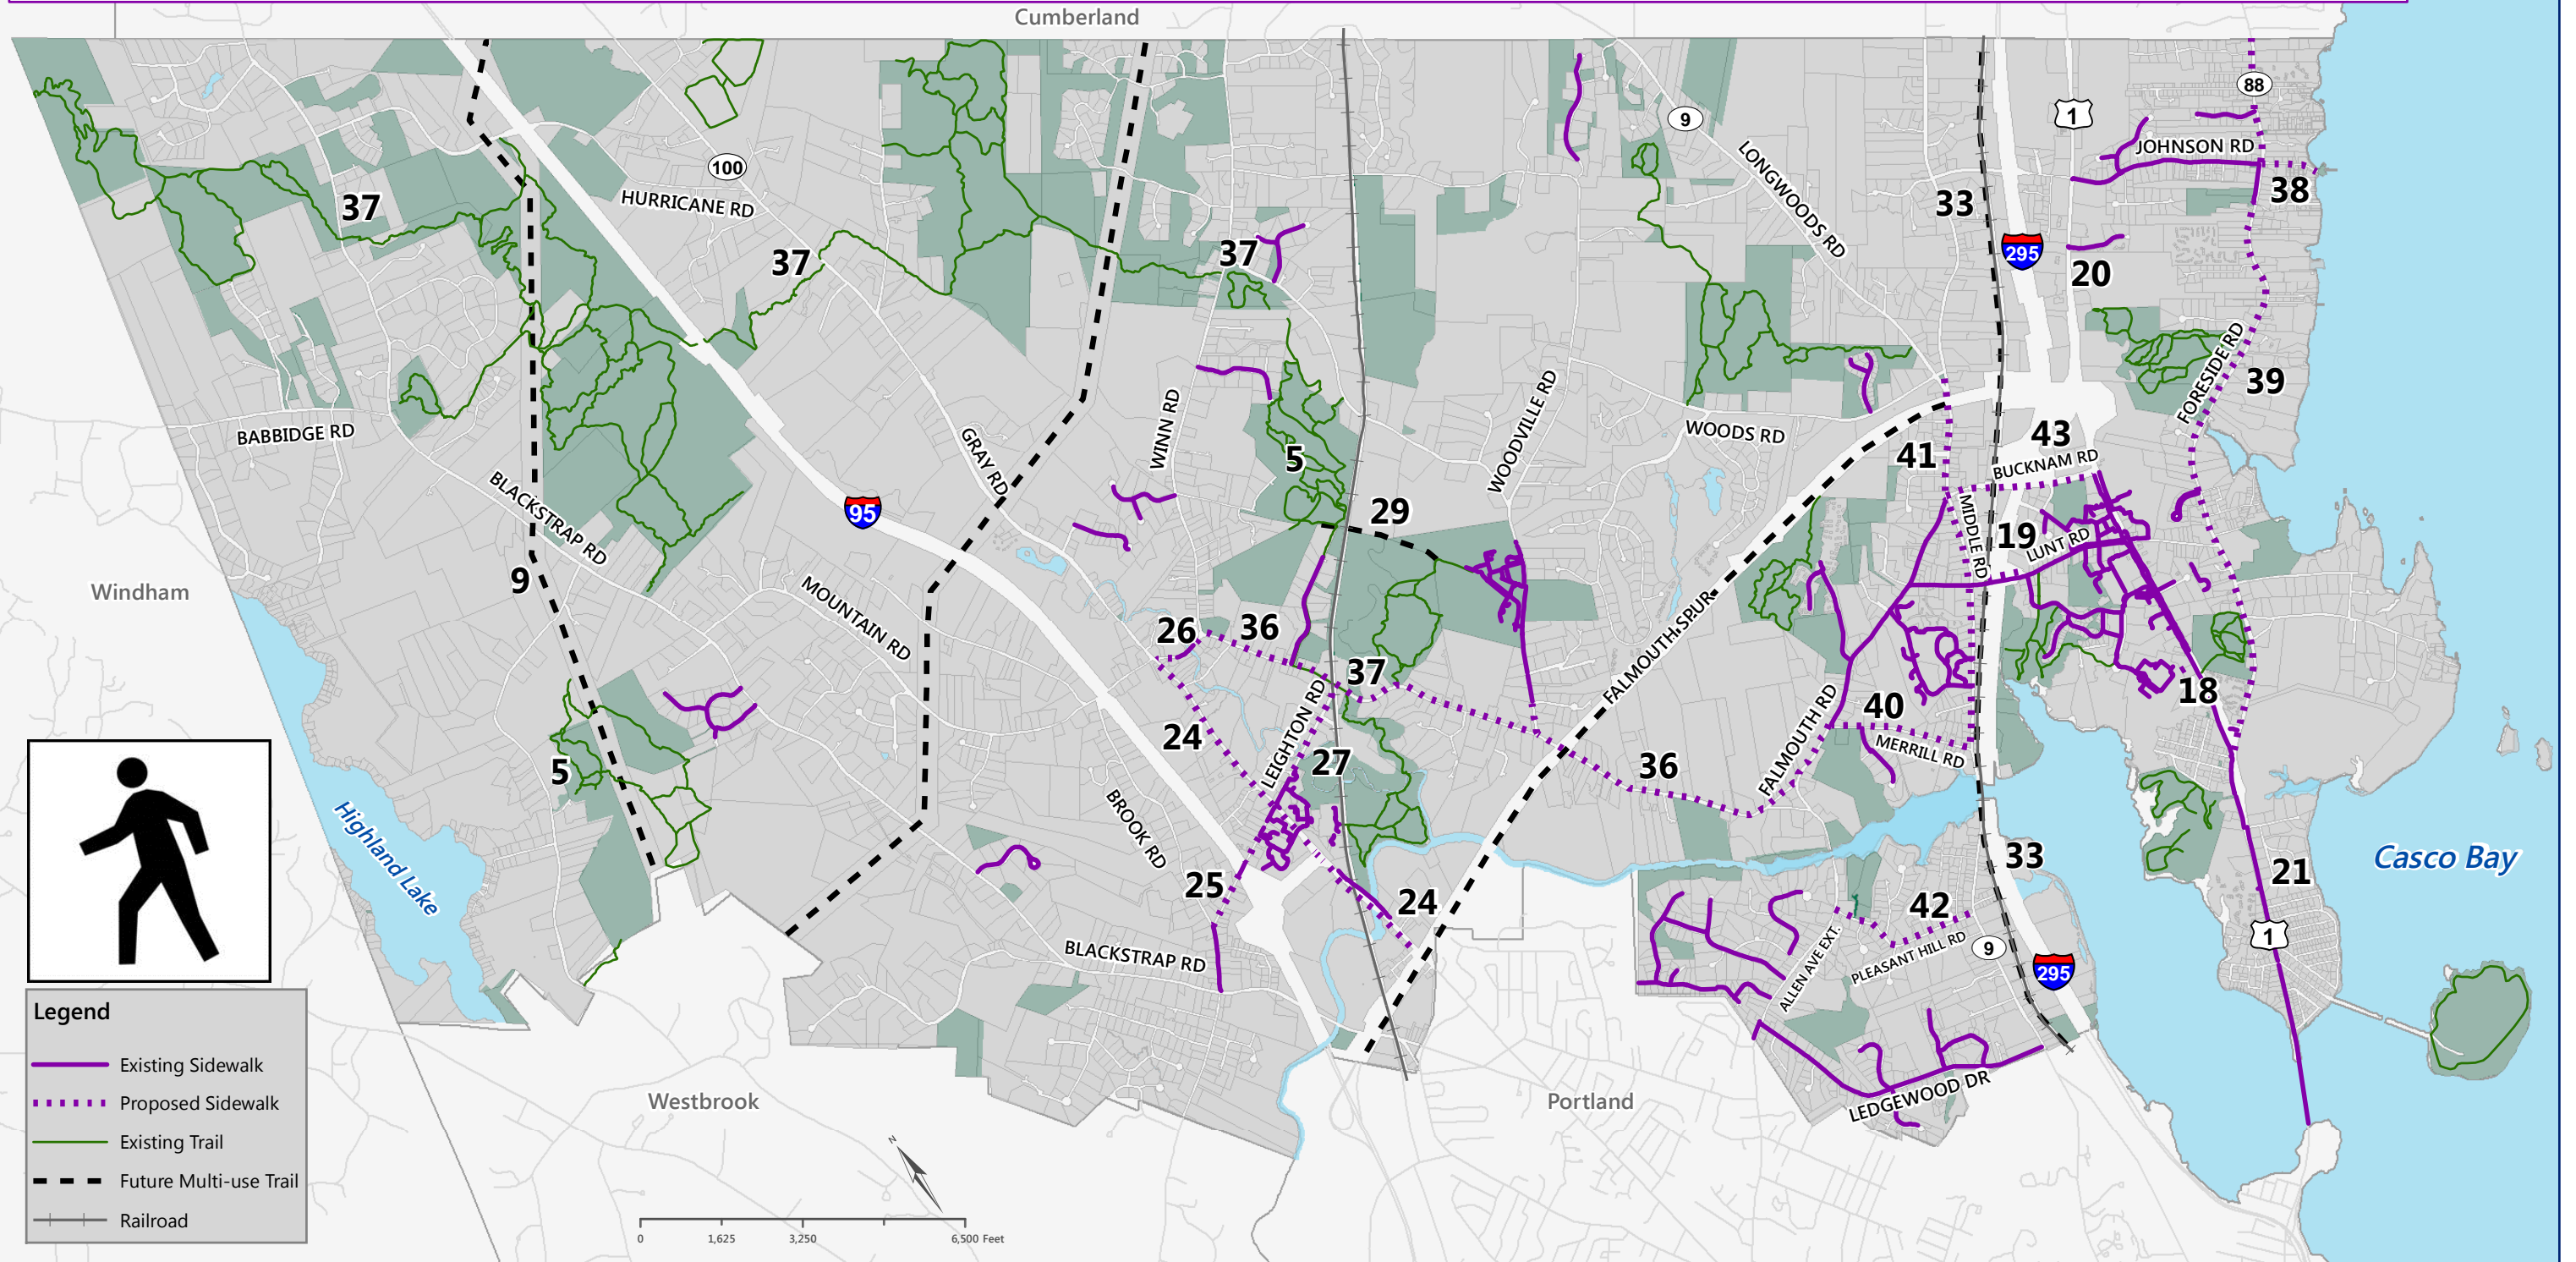 Cumberland
88
1
9
JOHNSON RD
100
LONGWOODS RD
38
HURRICANE RD
37
33
37
37
295
20
FORESIDE RD
39
WINN RD
WOODVILLE RD
BABBIDGE RD
WOODS RD
43
GRAY RD
5
41
BUCKNAM RD
BLACKSTRAP RD
95
29
MIDDLE RD
19
LUNT RD
9
Windham
MOUNTAIN RD
26
36
FALMOUTH SPUR
37
18
LEIGHTON RD
FALMOUTH RD
40
24
MERRILL RD
5
27
36
Highland Lake
BROOK RD
33
Casco Bay
21
25
24
42
1
BLACKSTRAP RD
ALLEN AVE EXT.
PLEASANT HILL RD
9
295
Legend
Existing Sidewalk
Proposed Sidewalk
Existing Trail
Future Multi-use Trail
Railroad
Westbrook
Portland
LEDGEWOOD DR
N
0 1,625 3,250 6,500 Feet